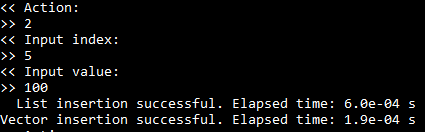 << Action:
>> 2
<< Input index:
>> 5
<< Input value:
>> 100
  List insertion successful. Elapsed time: 6.0e-04 s
Vector insertion successful. Elapsed time: 1.9e-04 s